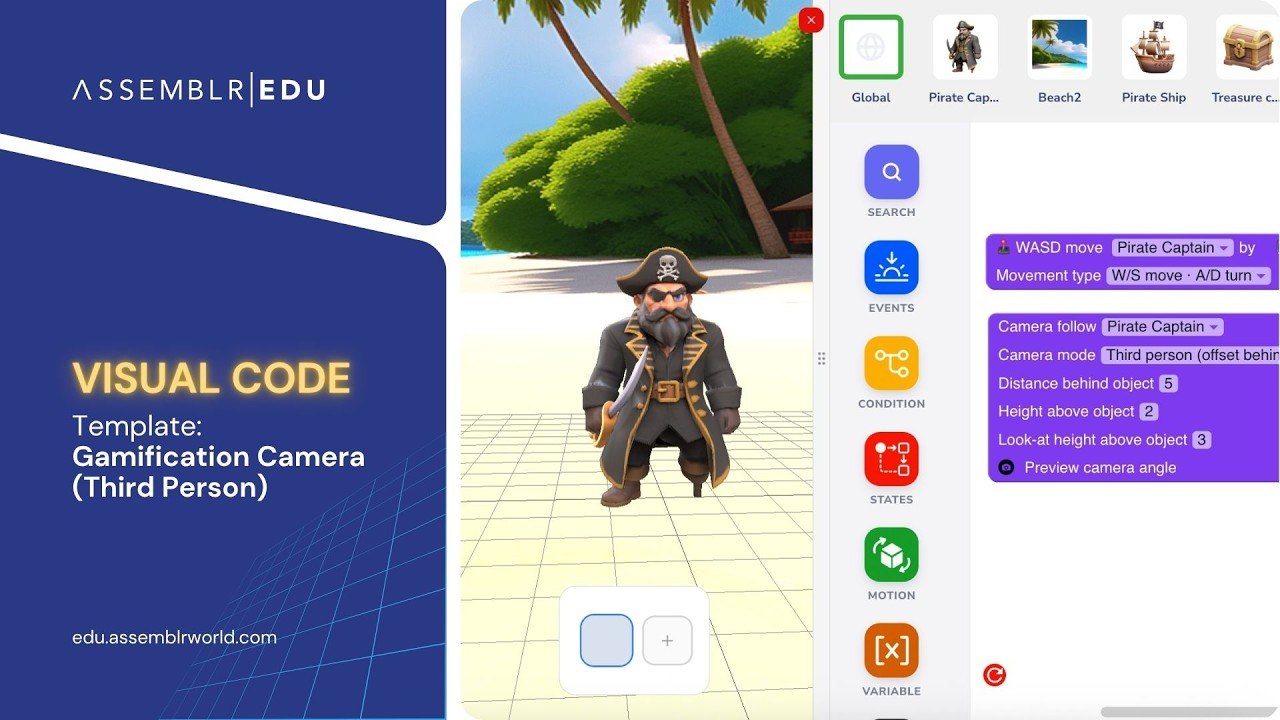 ASSEMBLR|EDU
VISUAL CODE
Template:
Gamification Camera
(Third Person)
edu.assemblrworld.com
Global
Pirate Cap...
Beach2
Pirate Ship
Treasure c...
SEARCH
EVENTS
CONDITION
STATES
MOTION
VARIABLE
WASD move Pirate Captain by
Movement type W/S move · A/D turn
Camera follow Pirate Captain
Camera mode Third person (offset behin
Distance behind object 5
Height above object 2
Look-at height above object 3
Preview camera angle